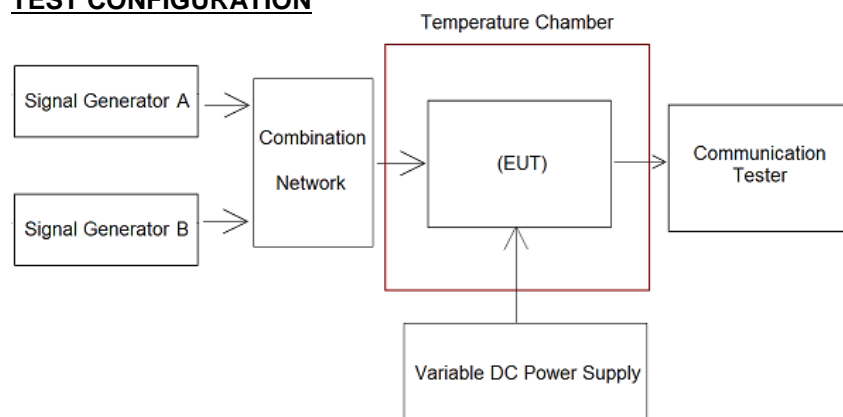 TEST CONFIGURATION
Temperature Chamber
Signal Generator A
Combination
Network
(EUT)
Communication
Tester
Signal Generator B
Variable DC Power Supply